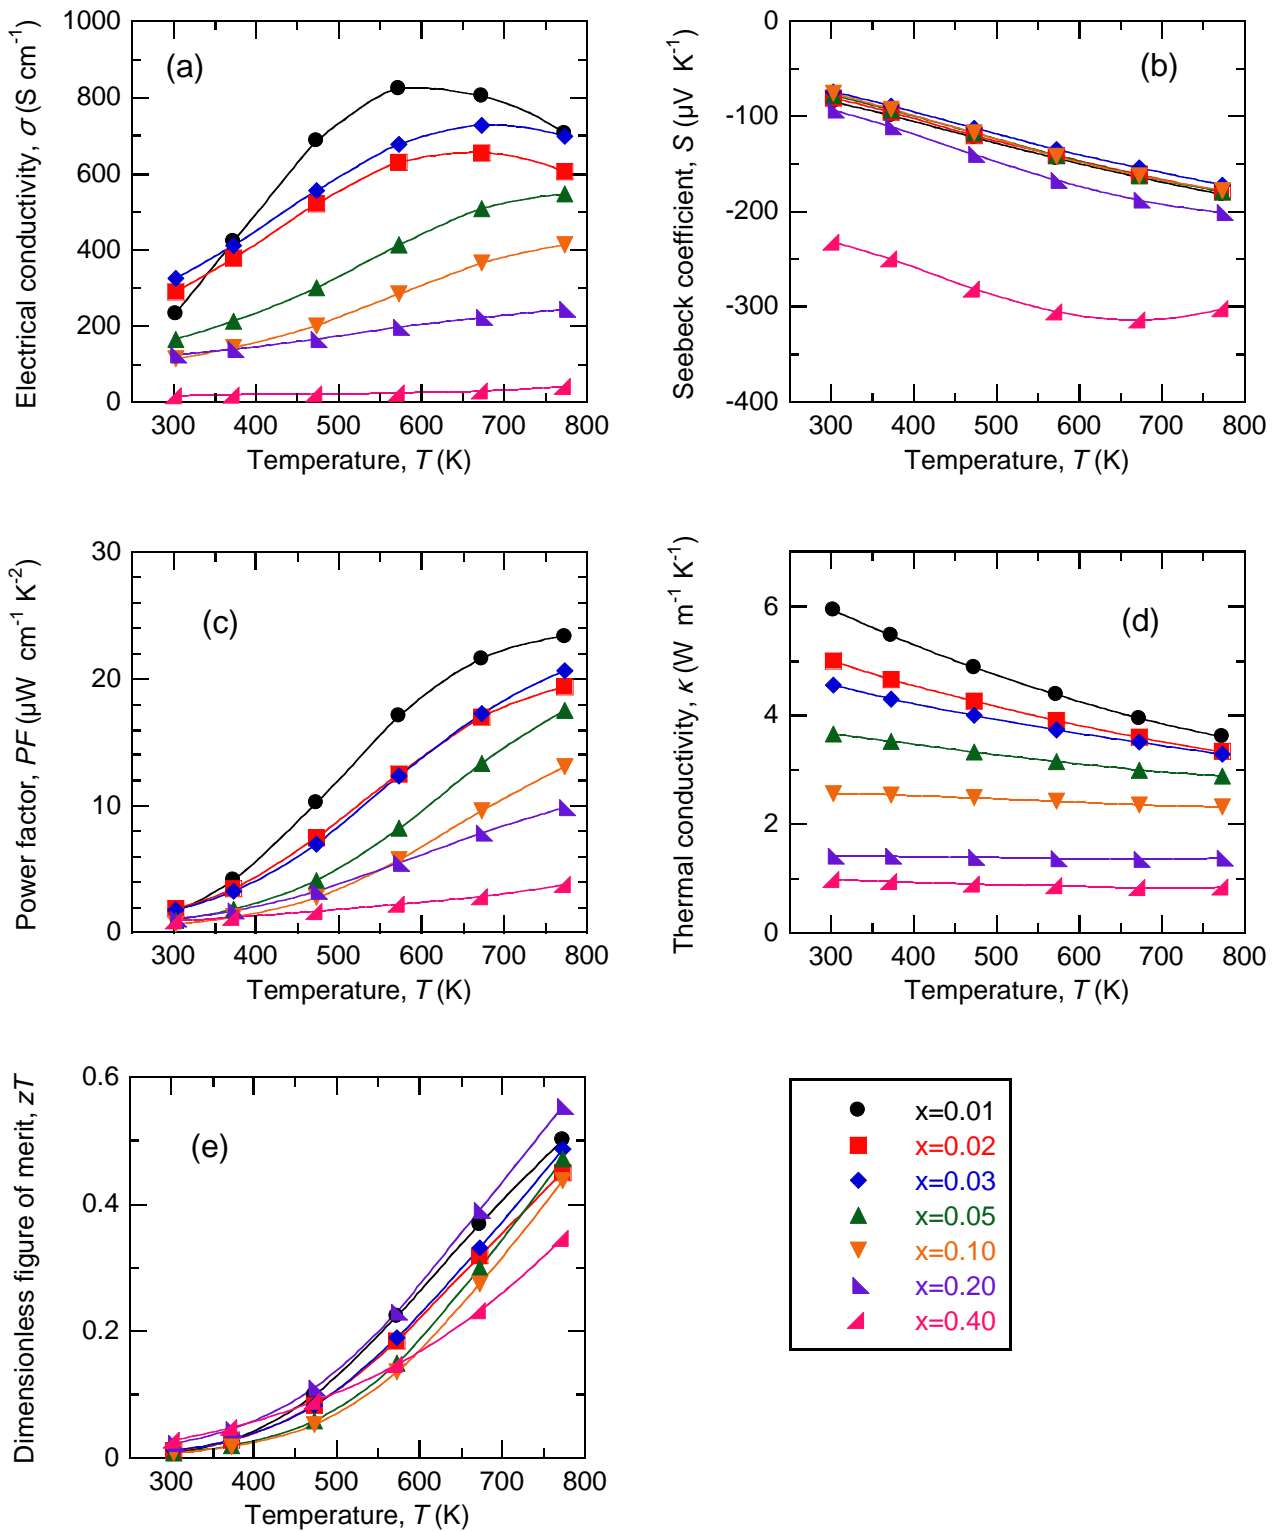 1000
800
600
400
200
0
Electrical conductivity, σ (S cm-1)
(a)
300 400 500 600 700 800
Temperature, T (K)
0
-100
-200
-300
-400
Seebeck coefficient, S (µV K-1)
(b)
300 400 500 600 700 800
Temperature, T (K)
30
20
10
0
Power factor, PF (µW cm-1 K-2)
(c)
300 400 500 600 700 800
Temperature, T (K)
6
4
2
0
Thermal conductivity, κ (W m-1 K-1)
(d)
300 400 500 600 700 800
Temperature, T (K)
0.6
0.4
0.2
0
Dimensionless figure of merit, zT
(e)
300 400 500 600 700 800
Temperature, T (K)
x=0.01
x=0.02
x=0.03
x=0.05
x=0.10
x=0.20
x=0.40